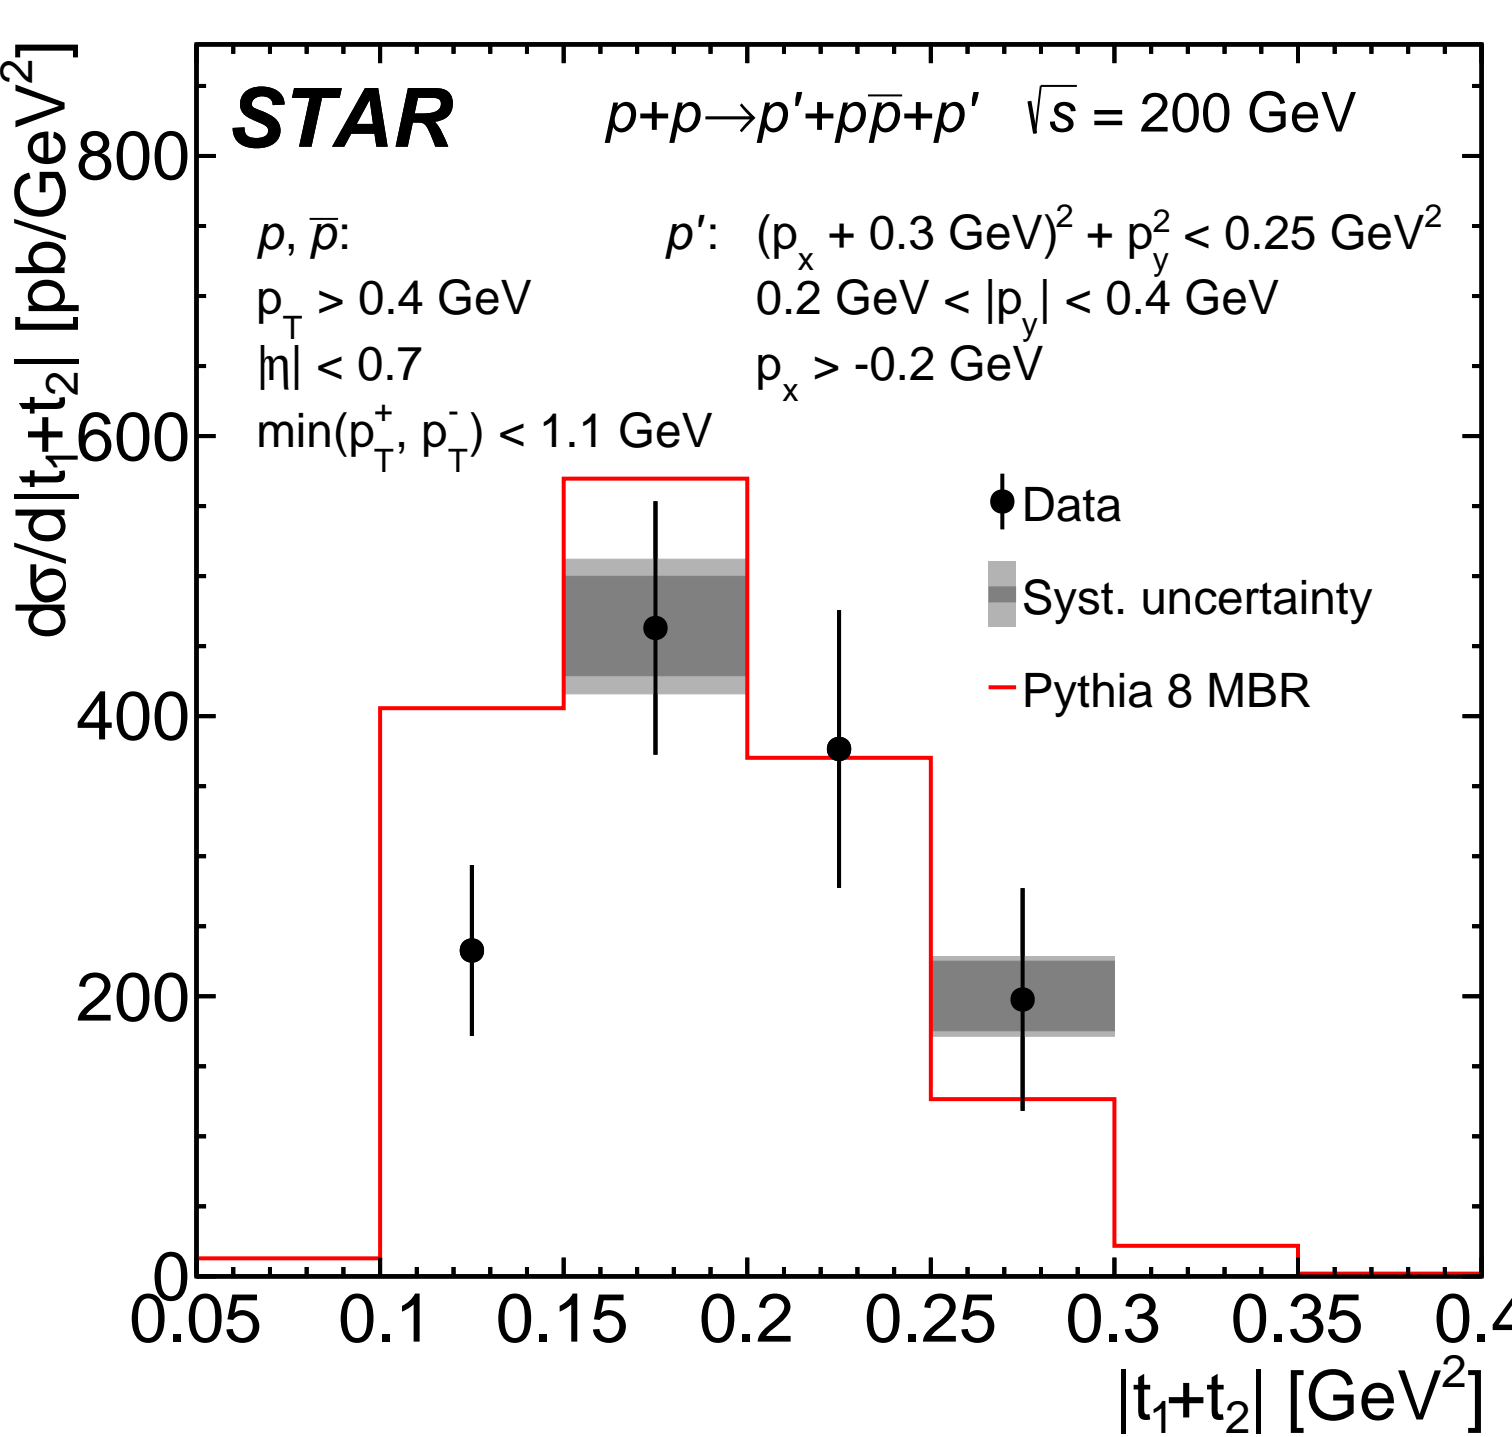 STAR p+p→p′+pp̅+p′ √s = 200 GeV
p, p̅: p′: (p_x + 0.3 GeV)² + p_y² < 0.25 GeV²
p_T > 0.4 GeV 0.2 GeV < |p_y| < 0.4 GeV
|η| < 0.7 p_x > -0.2 GeV
min(p_T⁺, p_T⁻) < 1.1 GeV
Data
Syst. uncertainty
Pythia 8 MBR
dσ/d|t₁+t₂| [pb/GeV²]
800
600
400
200
0
0.05 0.1 0.15 0.2 0.25 0.3 0.35 0.4
|t₁+t₂| [GeV²]